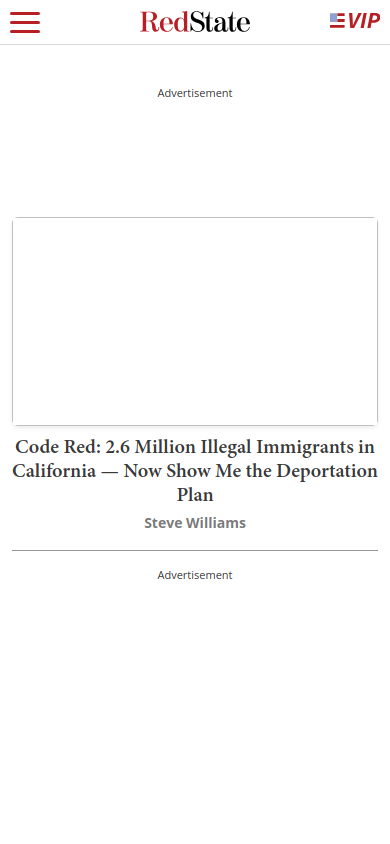 RedState
VIP
Advertisement
Code Red: 2.6 Million Illegal Immigrants in
California — Now Show Me the Deportation
Plan
Steve Williams
Advertisement